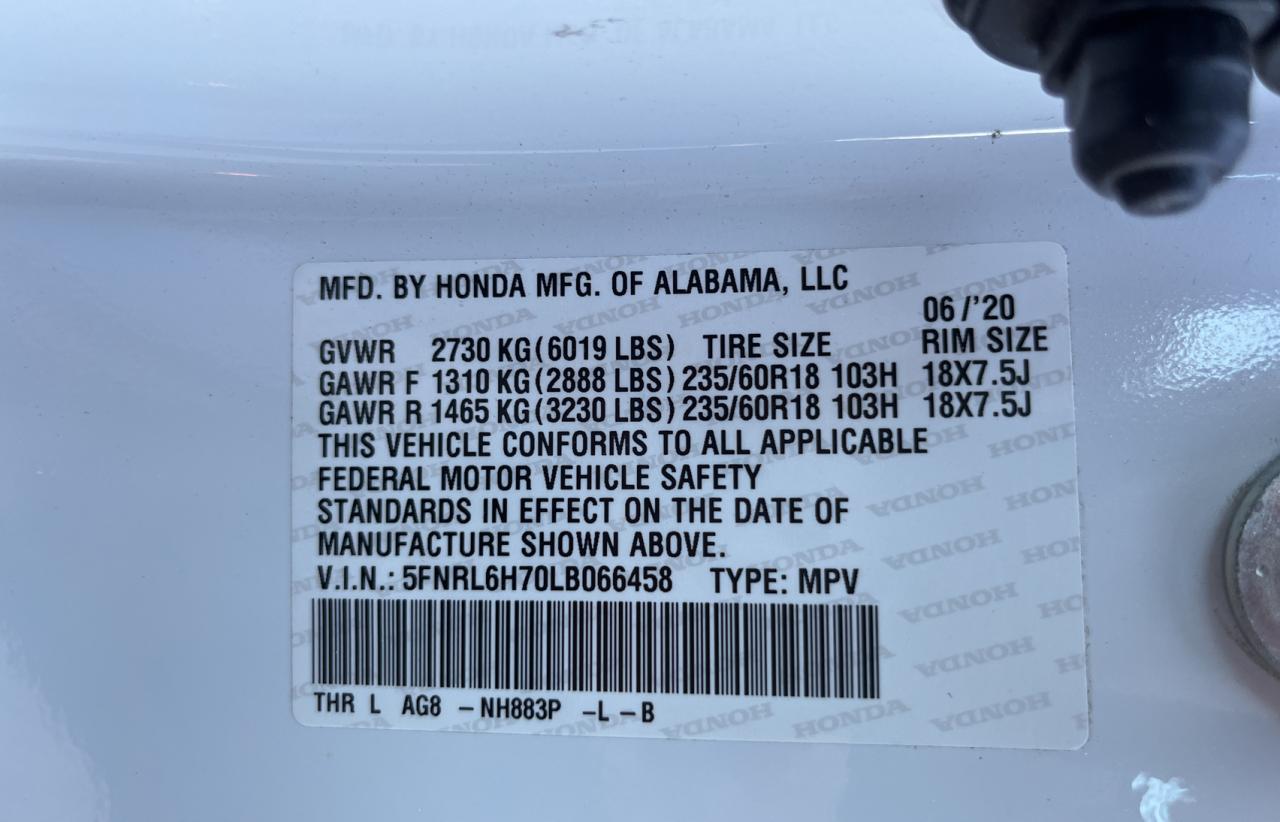 MFD. BY HONDA MFG. OF ALABAMA, LLC
06/'20
GVWR 2730 KG(6019 LBS) TIRE SIZE RIM SIZE
GAWR F 1310 KG(2888 LBS) 235/60R18 103H 18X7.5J
GAWR R 1465 KG(3230 LBS) 235/60R18 103H 18X7.5J
THIS VEHICLE CONFORMS TO ALL APPLICABLE
FEDERAL MOTOR VEHICLE SAFETY
STANDARDS IN EFFECT ON THE DATE OF
MANUFACTURE SHOWN ABOVE.
V.I.N.: 5FNRL6H70LB066458 TYPE: MPV
THR L AG8 -NH883P -L-B